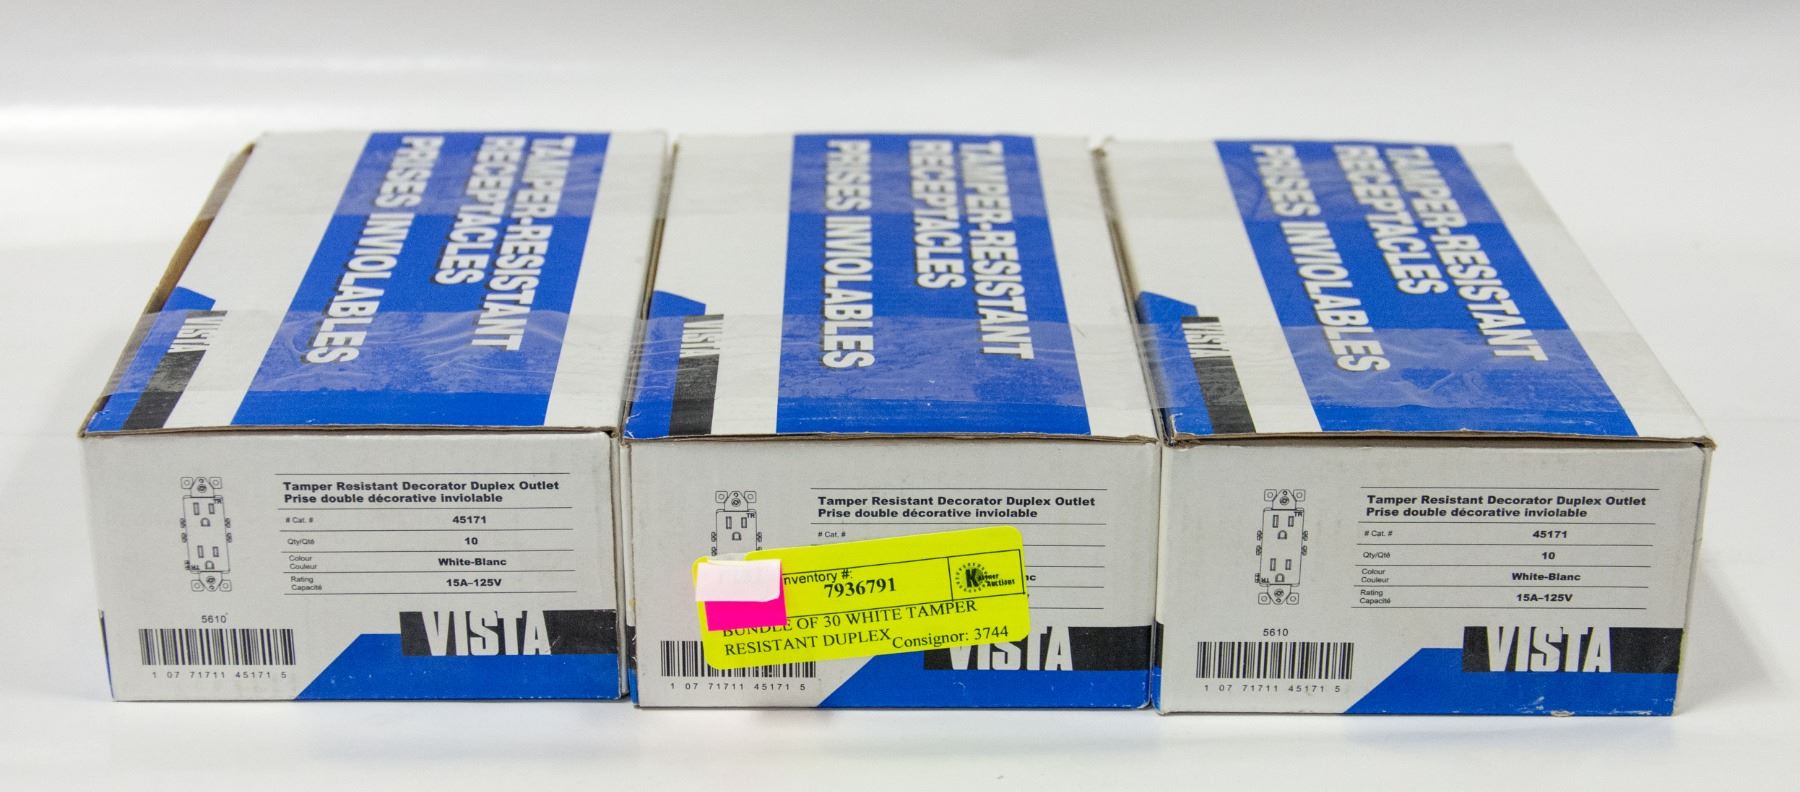 TAMPER-RESISTANT
RECEPTACLES
PRISES INVIOLABLES
VISTA
Tamper Resistant Decorator Duplex Outlet
Prise double décorative inviolable
# Cat. # 45171
Qty/Qté 10
Colour
Couleur White-Blanc
Rating
Capacité 15A–125V
5610
1 07 71711 45171 5
VISTA
TAMPER-RESISTANT
RECEPTACLES
PRISES INVIOLABLES
VISTA
Tamper Resistant Decorator Duplex Outlet
Prise double décorative inviolable
# Cat. #
nventory #:
7936791
Kastner
Auctions
BUNDLE OF 30 WHITE TAMPER
RESISTANT DUPLEX
Consignor: 3744
1 07 71711 45171 5
VISTA
TAMPER-RESISTANT
RECEPTACLES
PRISES INVIOLABLES
VISTA
Tamper Resistant Decorator Duplex Outlet
Prise double décorative inviolable
# Cat. # 45171
Qty/Qté 10
Colour
Couleur White-Blanc
Rating
Capacité 15A–125V
5610
1 07 71711 45171 5
VISTA